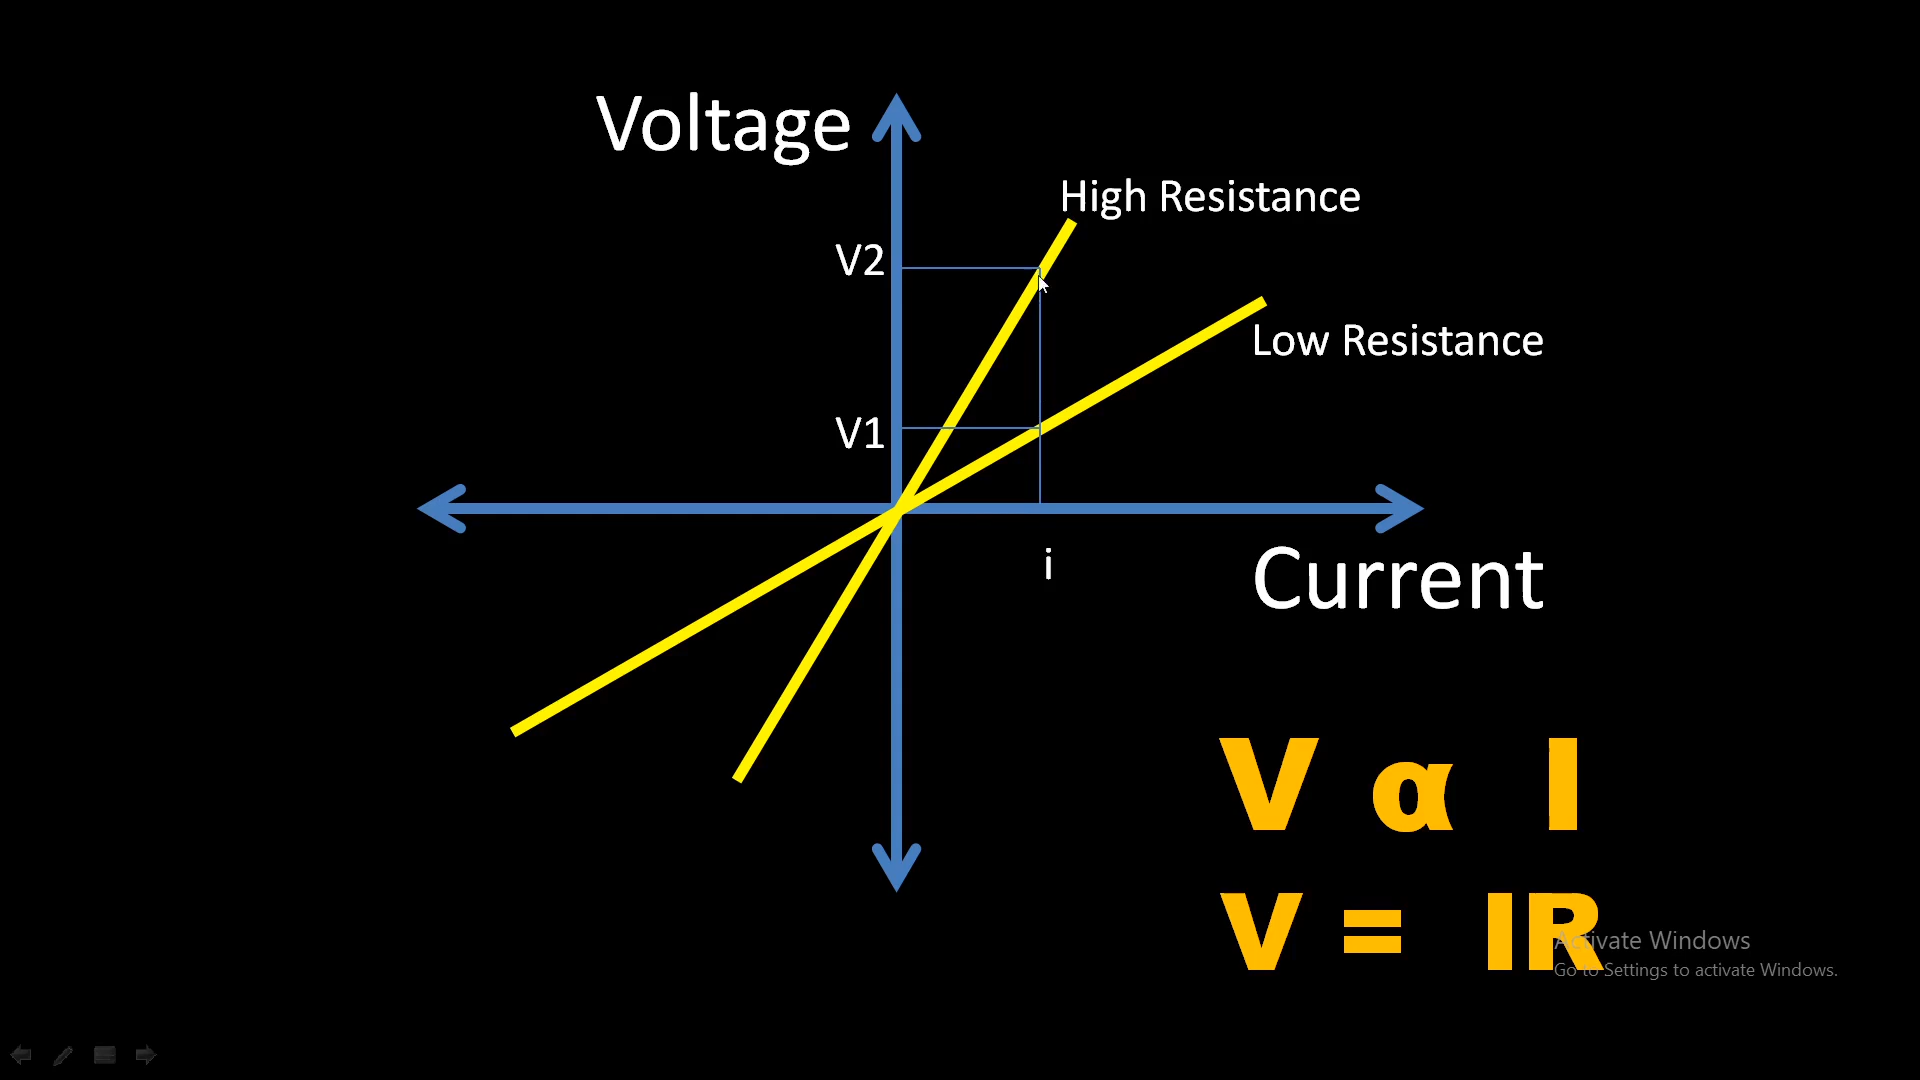 Voltage
High Resistance
V2
Low Resistance
V1
i
Current
V α I
V = IR
Activate Windows
Go to Settings to activate Windows.